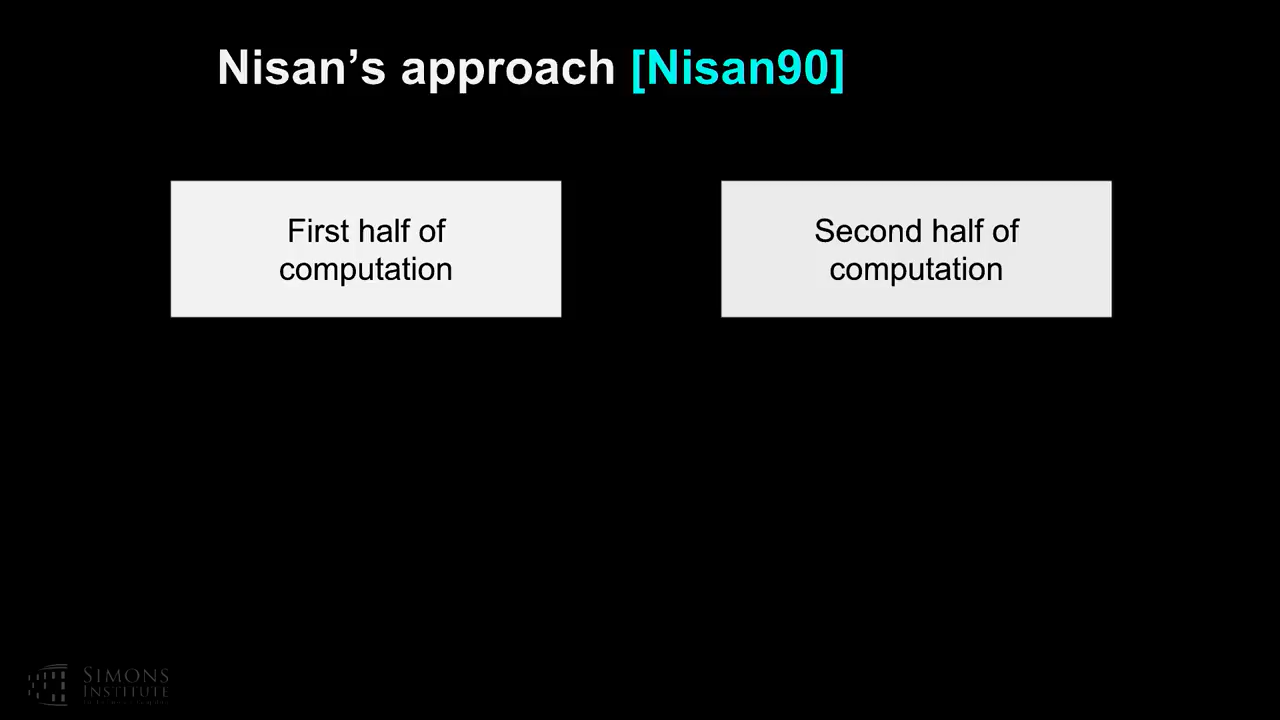 Nisan’s approach [Nisan90]
First half of
computation
Second half of
computation
SIMONS
INSTITUTE